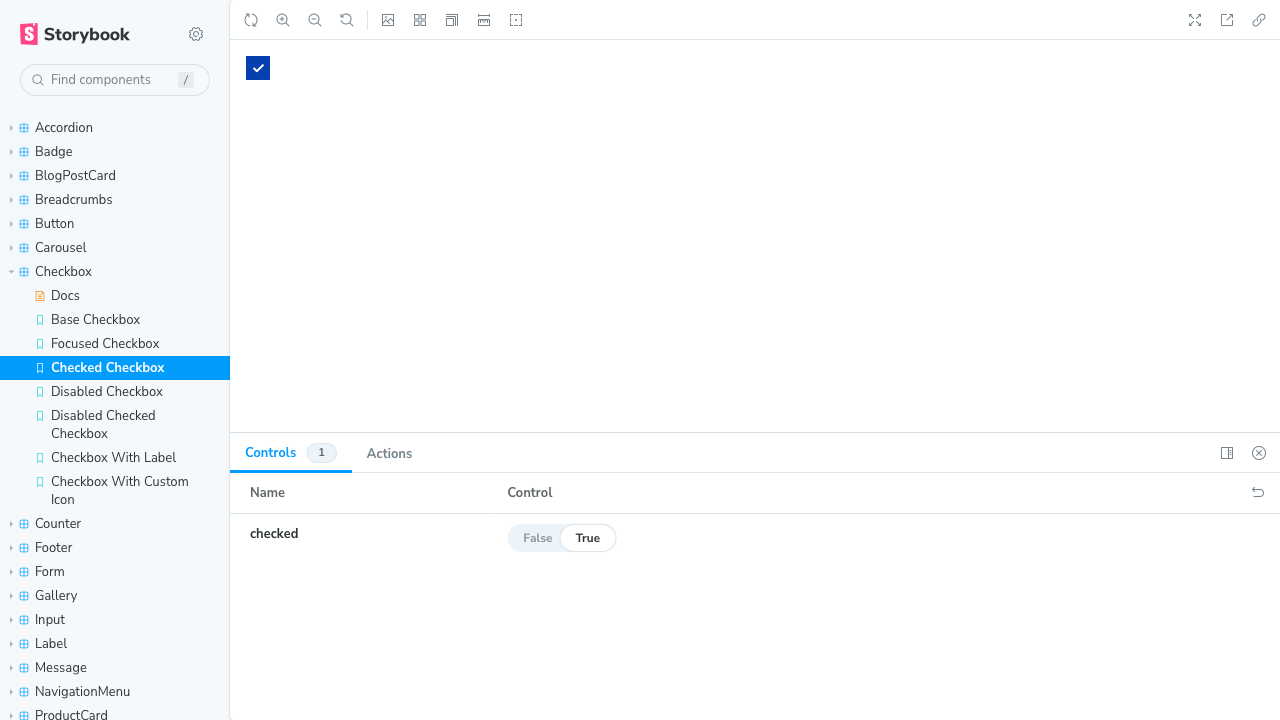 Storybook
Find components
/
Accordion
Badge
BlogPostCard
Breadcrumbs
Button
Carousel
Checkbox
Docs
Base Checkbox
Focused Checkbox
Checked Checkbox
Disabled Checkbox
Disabled Checked
Checkbox
Checkbox With Label
Checkbox With Custom
Icon
Counter
Footer
Form
Gallery
Input
Label
Message
NavigationMenu
ProductCard
Controls 1 Actions
Name Control
checked False True